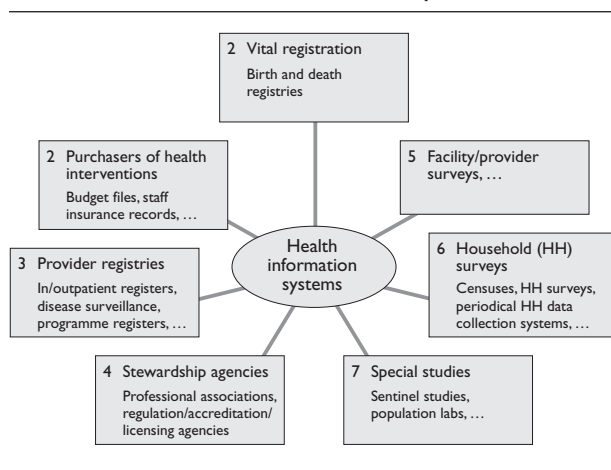 2 Vital registration
Birth and death
registries
2 Purchasers of health
interventions
Budget files, staff
insurance records, …
5 Facility/provider
surveys, …
Health
information
systems
3 Provider registries
In/outpatient registers,
disease surveillance,
programme registers, …
6 Household (HH)
surveys
Censuses, HH surveys,
periodical HH data
collection systems, …
4 Stewardship agencies
Professional associations,
regulation/accreditation/
licensing agencies
7 Special studies
Sentinel studies,
population labs, …